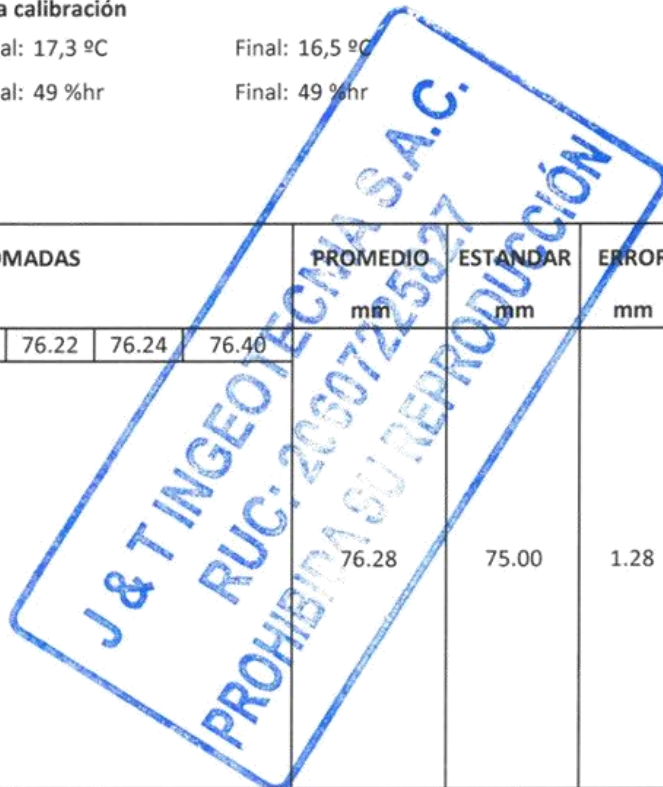 a calibración
al: 17,3 ºC Final: 16,5 ºC
al: 49 %hr Final: 49 %hr
OMADAS PROMEDIO ESTANDAR ERROR
mm mm mm
76.22 76.24 76.40
76.28 75.00 1.28
J & T INGEOTECNIA S.A.C.
RUC: 20607225827
PROHIBIDA SU REPRODUCCIÓN